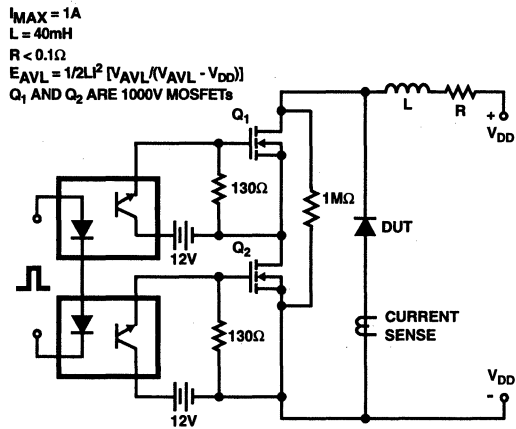 IMAX = 1A
L = 40mH
R < 0.1Ω
EAVL = 1/2LI² [VAVL/(VAVL - VDD)]
Q1 AND Q2 ARE 1000V MOSFETs
Q1
L
R
+
VDD
130Ω
1MΩ
DUT
12V
Q2
CURRENT
SENSE
130Ω
VDD
-
12V